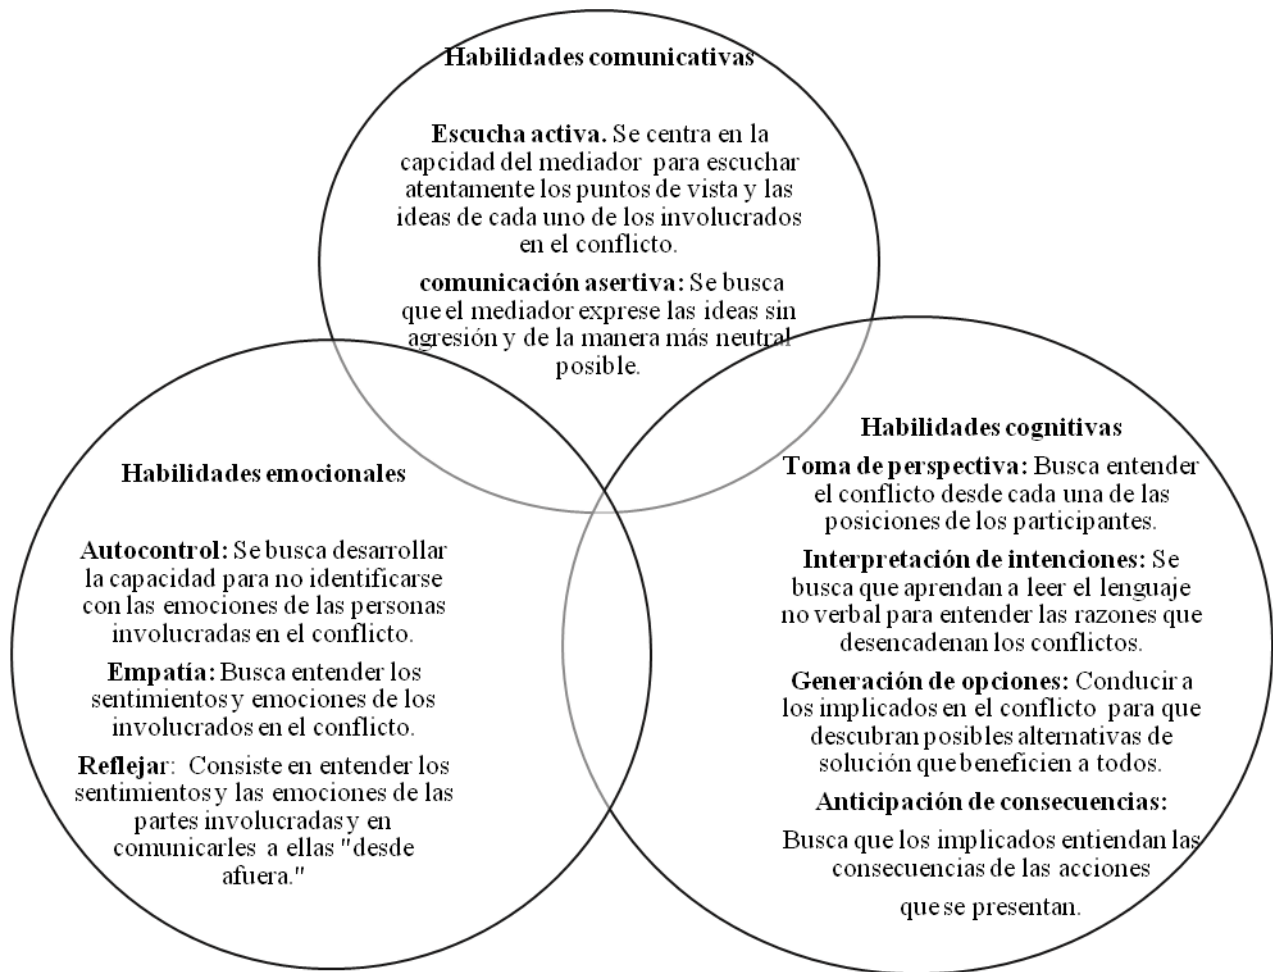 Habilidades comunicativas
Escucha activa. Se centra en la
capcidad del mediador para escuchar
atentamente los puntos de vista y las
ideas de cada uno de los involucrados
en el conflicto.
comunicación asertiva: Se busca
que el mediador exprese las ideas sin
agresión y de la manera más neutral
posible.
Habilidades emocionales
Autocontrol: Se busca desarrollar
la capacidad para no identificarse
con las emociones de las personas
involucradas en el conflicto.
Empatía: Busca entender los
sentimientos y emociones de los
involucrados en el conflicto.
Reflejar: Consiste en entender los
sentimientos y las emociones de las
partes involucradas y en
comunicarles a ellas "desde
afuera."
Habilidades cognitivas
Toma de perspectiva: Busca entender
el conflicto desde cada una de las
posiciones de los participantes.
Interpretación de intenciones: Se
busca que aprendan a leer el lenguaje
no verbal para entender las razones que
desencadenan los conflictos.
Generación de opciones: Conducir a
los implicados en el conflicto para que
descubran posibles alternativas de
solución que beneficien a todos.
Anticipación de consecuencias:
Busca que los implicados entiendan las
consecuencias de las acciones
que se presentan.